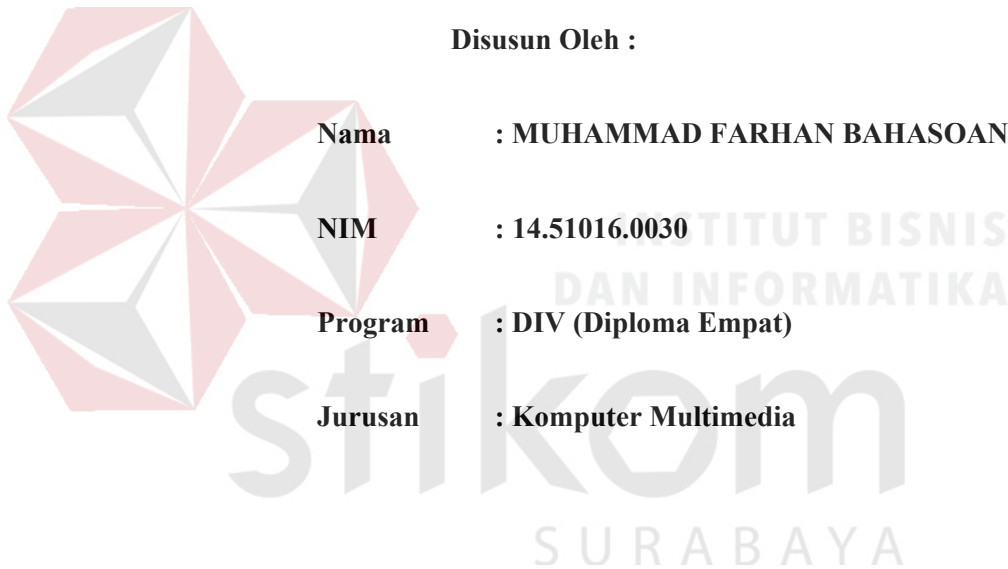 Disusun Oleh :
Nama : MUHAMMAD FARHAN BAHASOAN
NIM : 14.51016.0030
INSTITUT BISNIS
DAN INFORMATIKA
Program : DIV (Diploma Empat)
stikom
Jurusan : Komputer Multimedia
SURABAYA